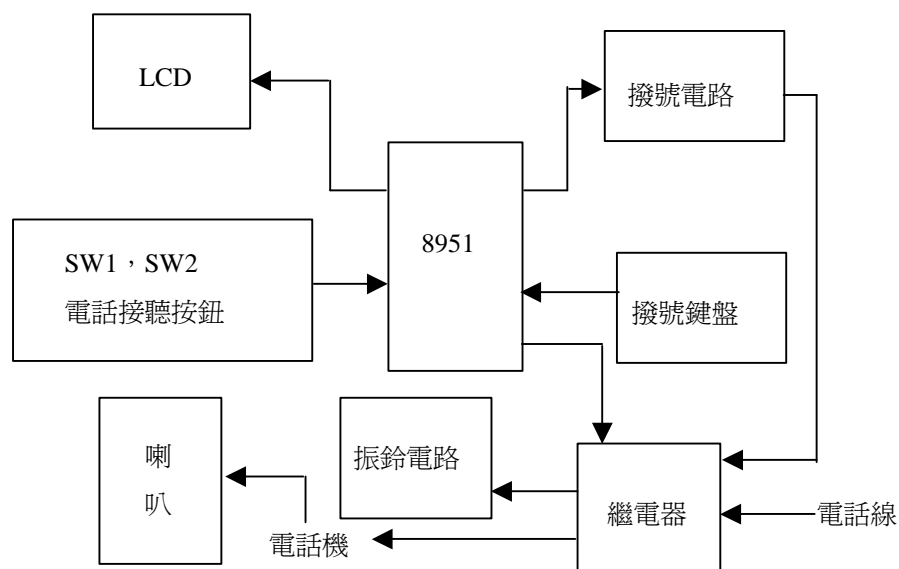 LCD
撥號電路
8951
SW1，SW2
電話接聽按鈕
撥號鍵盤
喇
叭
振鈴電路
繼電器
電話線
電話機